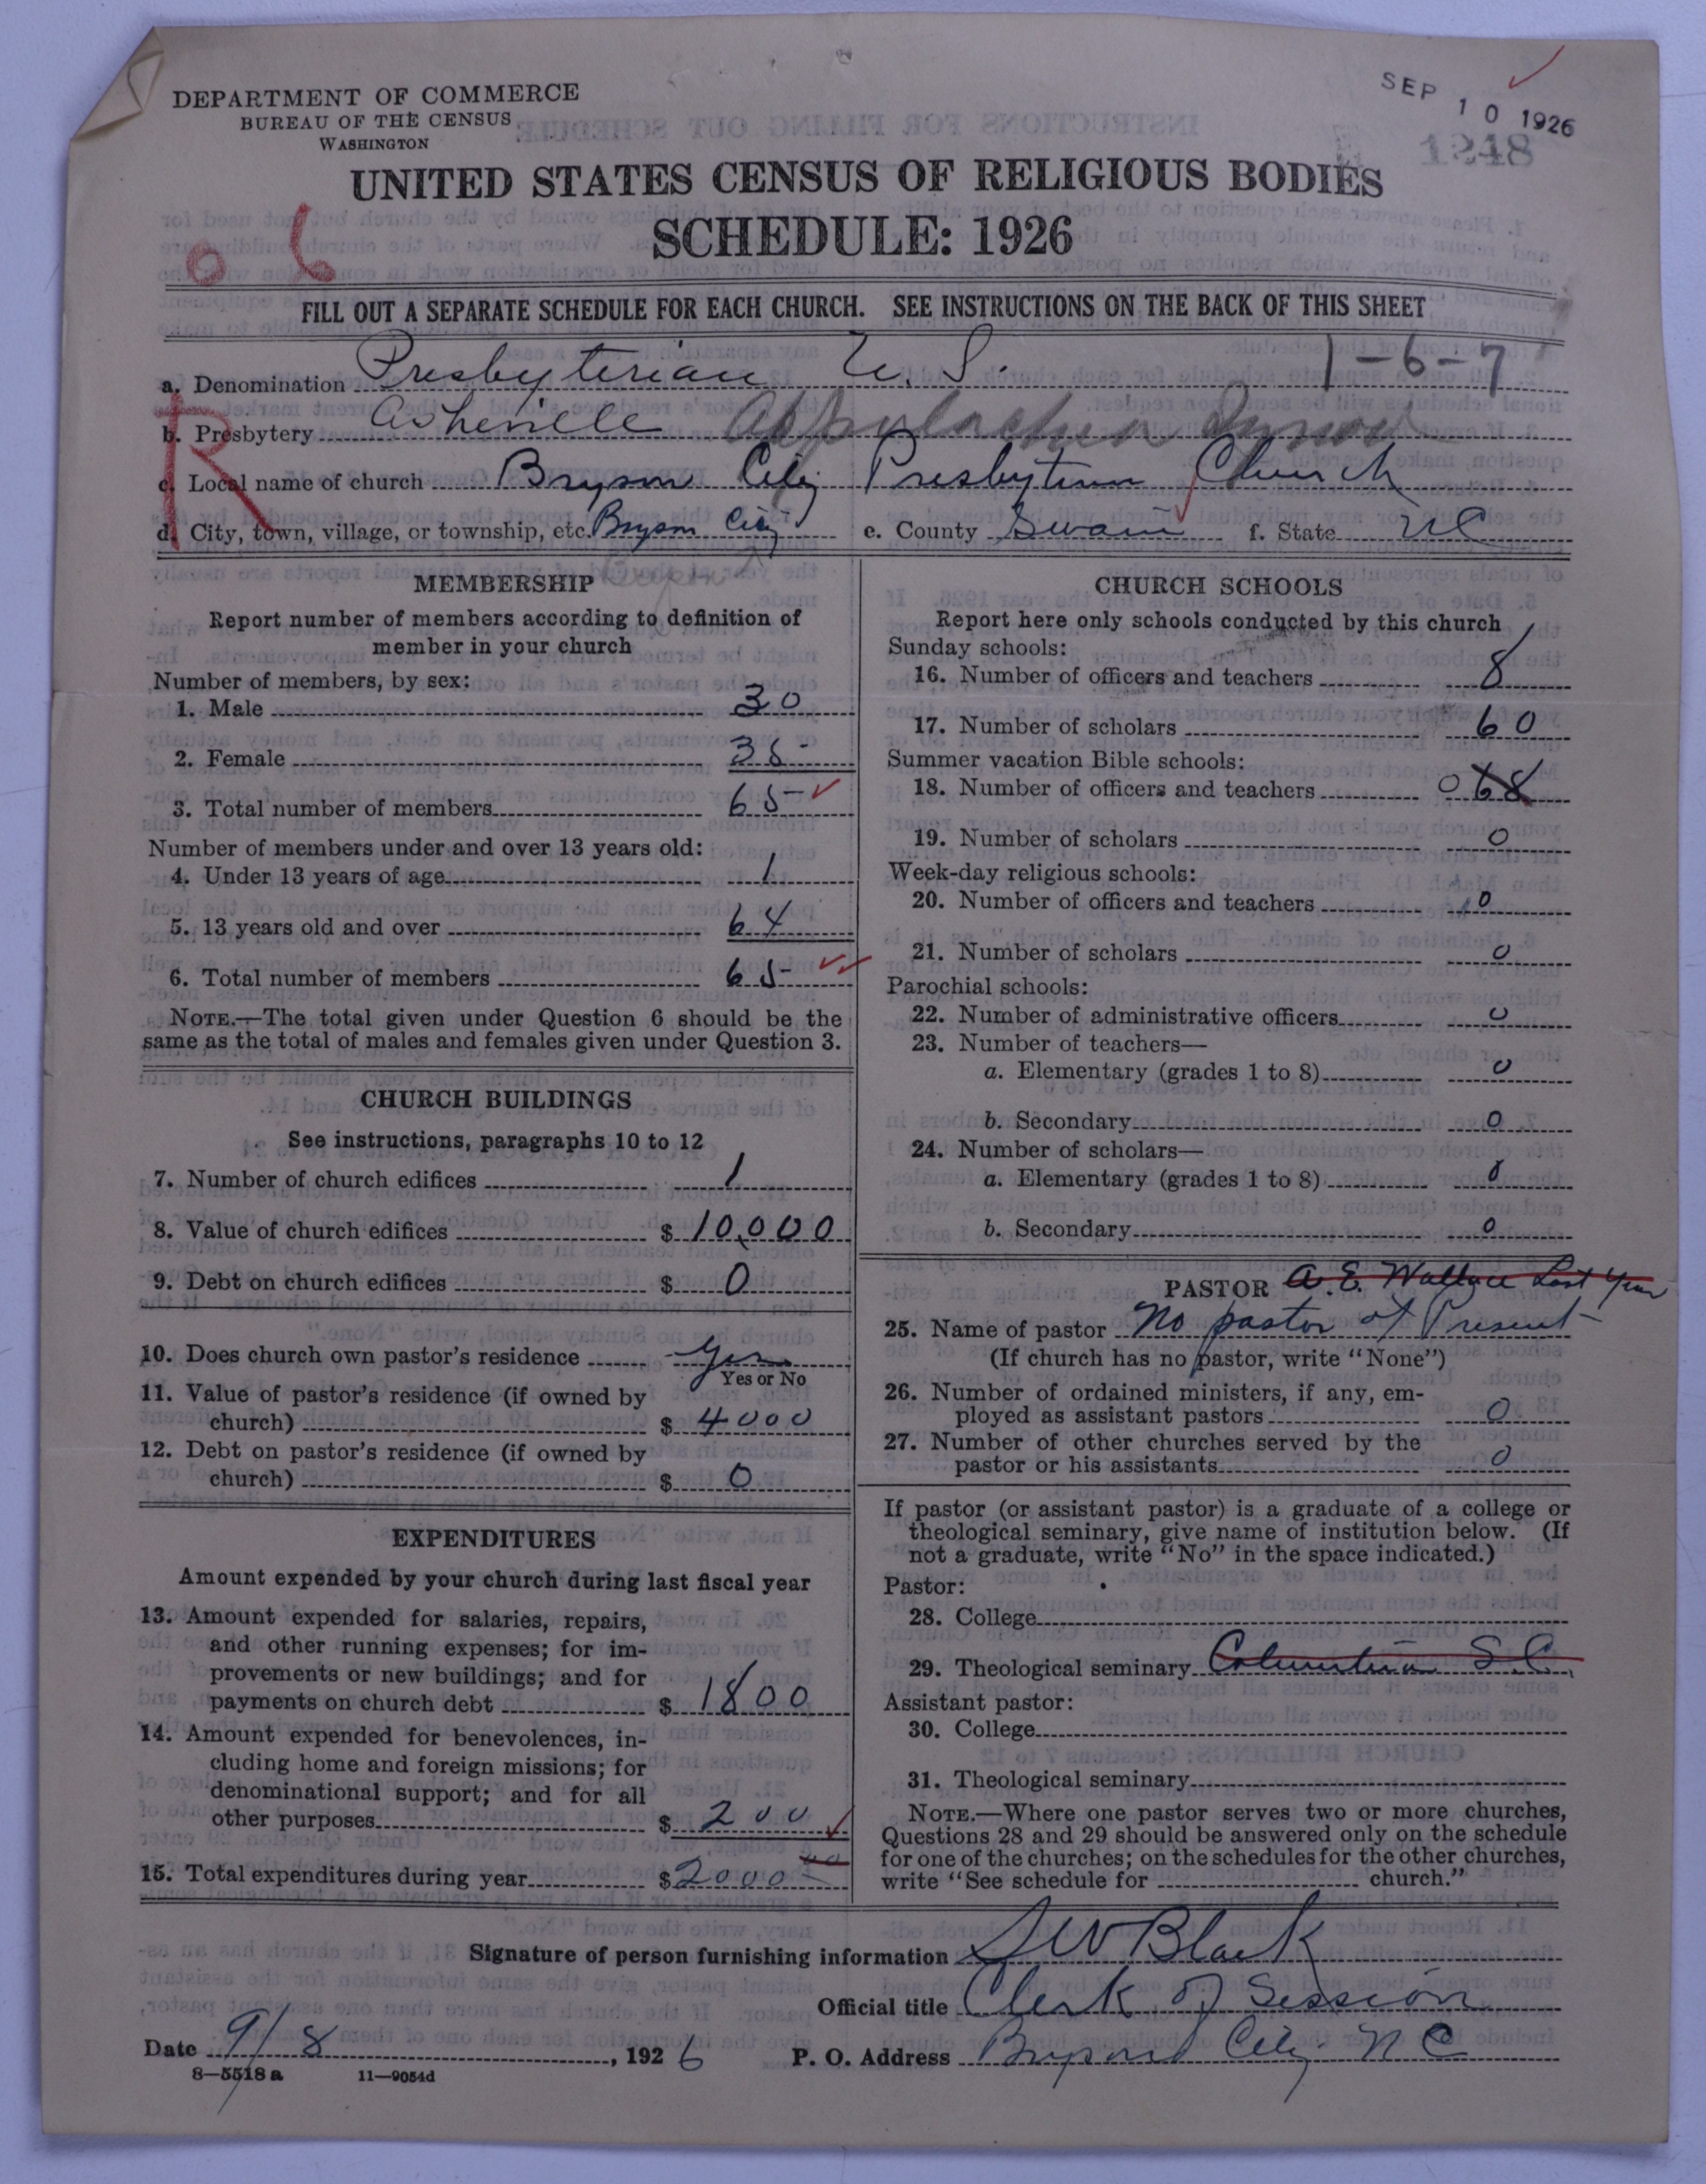 DEPARTMENT OF COMMERCE
BUREAU OF THE CENSUS
WASHINGTON
SEP 10 1926
1248
UNITED STATES CENSUS OF RELIGIOUS BODIES
SCHEDULE: 1926
0 6
FILL OUT A SEPARATE SCHEDULE FOR EACH CHURCH. SEE INSTRUCTIONS ON THE BACK OF THIS SHEET
a. Denomination Presbyterian U. S. 1-6-7
R
b. Presbytery Asheville Appalachia Synod
c. Local name of church Bryson City Presbyterian Church
d. City, town, village, or township, etc. Bryson City e. County Swain f. State NC
MEMBERSHIP
Report number of members according to definition of
member in your church
Number of members, by sex:
1. Male 30
2. Female 35
3. Total number of members 65
Number of members under and over 13 years old:
4. Under 13 years of age 1
5. 13 years old and over 64
6. Total number of members 65
NOTE.—The total given under Question 6 should be the
same as the total of males and females given under Question 3.
CHURCH BUILDINGS
See instructions, paragraphs 10 to 12
7. Number of church edifices 1
8. Value of church edifices $ 10,000
9. Debt on church edifices $ 0
10. Does church own pastor's residence Yes
Yes or No
11. Value of pastor's residence (if owned by
church) $ 4000
12. Debt on pastor's residence (if owned by
church) $ 0
EXPENDITURES
Amount expended by your church during last fiscal year
13. Amount expended for salaries, repairs,
and other running expenses; for im-
provements or new buildings; and for
payments on church debt $ 1800
14. Amount expended for benevolences, in-
cluding home and foreign missions; for
denominational support; and for all
other purposes $ 200
15. Total expenditures during year $ 2000 00
CHURCH SCHOOLS
Report here only schools conducted by this church
Sunday schools:
16. Number of officers and teachers 8
17. Number of scholars 60
Summer vacation Bible schools:
18. Number of officers and teachers 0 68
19. Number of scholars 0
Week-day religious schools:
20. Number of officers and teachers 0
21. Number of scholars 0
Parochial schools:
22. Number of administrative officers 0
23. Number of teachers—
a. Elementary (grades 1 to 8) 0
b. Secondary 0
24. Number of scholars—
a. Elementary (grades 1 to 8) 0
b. Secondary 0
PASTOR A. E. Wallace Last Year
25. Name of pastor No pastor at Present
(If church has no pastor, write "None")
26. Number of ordained ministers, if any, em-
ployed as assistant pastors 0
27. Number of other churches served by the
pastor or his assistants 0
If pastor (or assistant pastor) is a graduate of a college or
theological seminary, give name of institution below. (If
not a graduate, write "No" in the space indicated.)
Pastor:
28. College
29. Theological seminary Columbia S.C.
Assistant pastor:
30. College
31. Theological seminary
NOTE.—Where one pastor serves two or more churches,
Questions 28 and 29 should be answered only on the schedule
for one of the churches; on the schedules for the other churches,
write "See schedule for church."
Signature of person furnishing information S W Black
Official title Clerk of Session
Date 9/8, 1926 P. O. Address Bryson City NC
8—5518 a 11—9054d